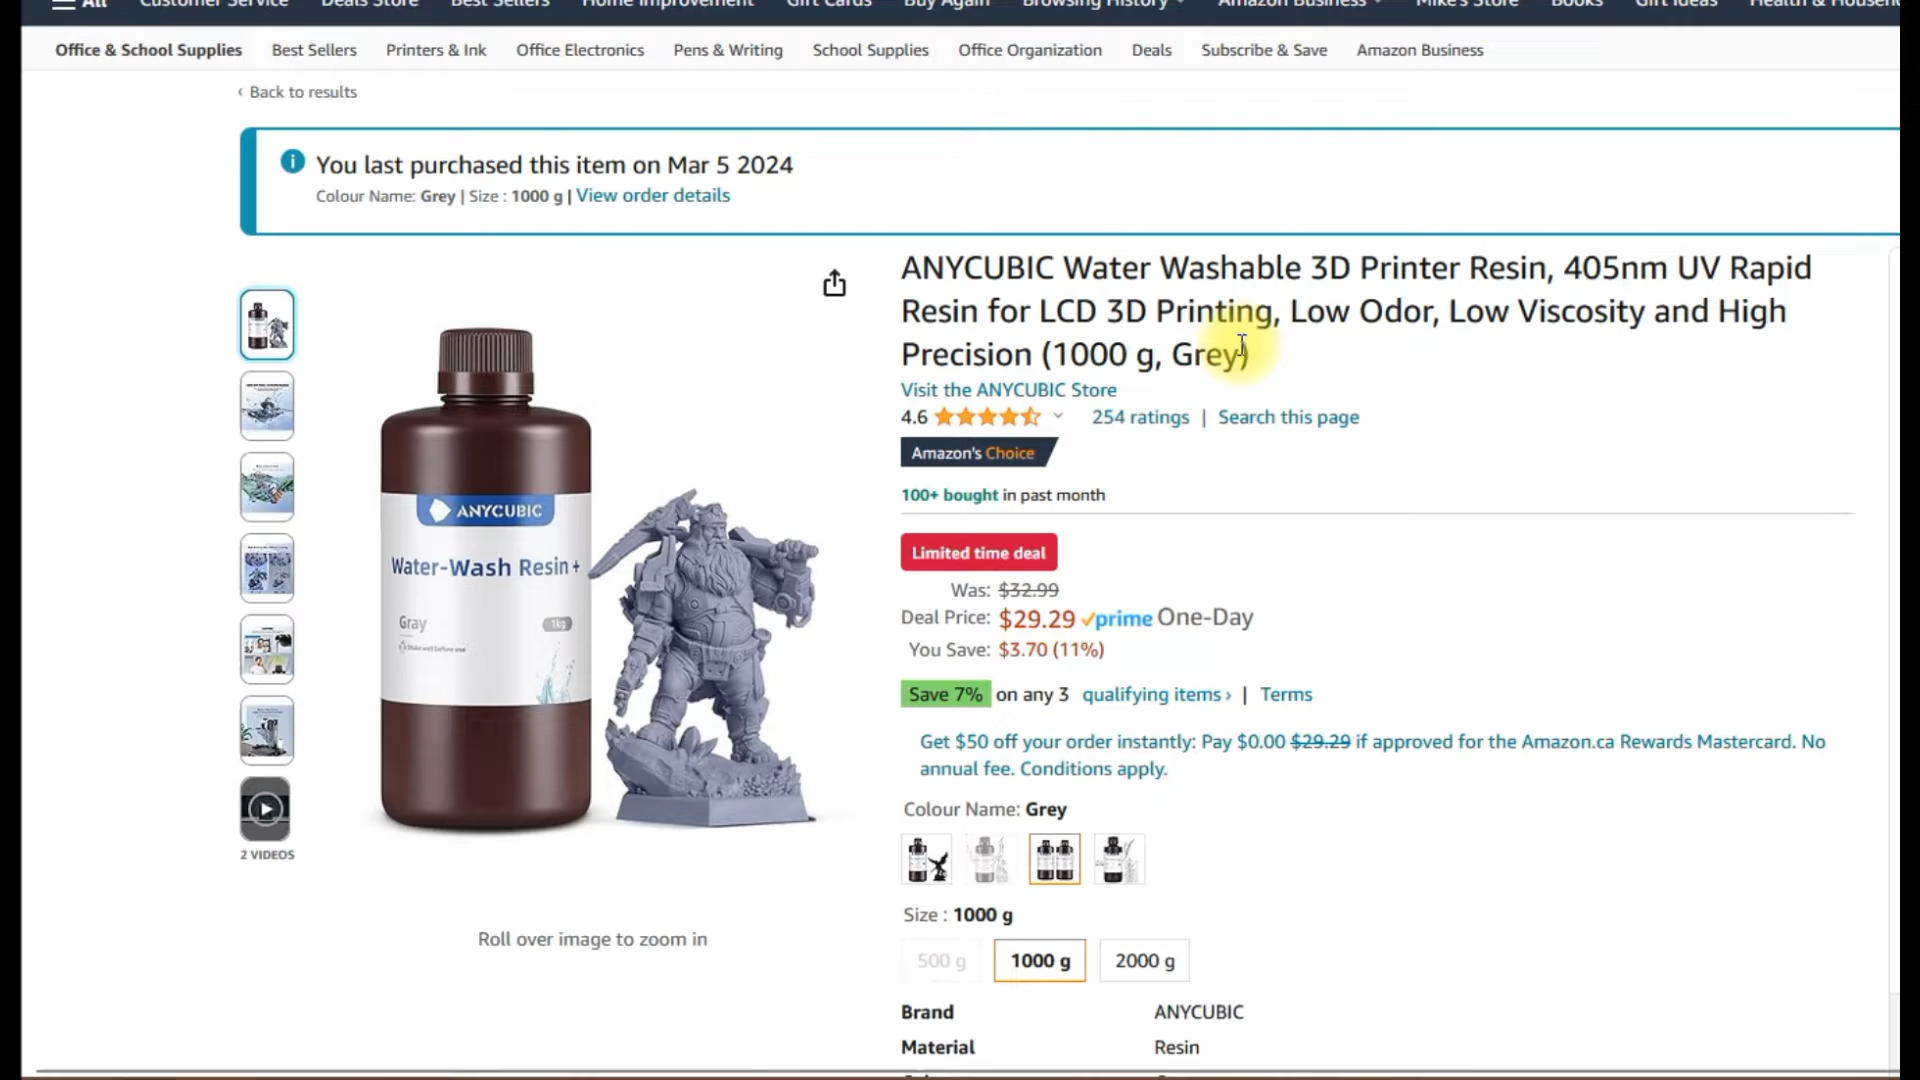 All Customer Service Deals Store Best Sellers Home Improvement Gift Cards Buy Again Browsing History Amazon Business Mike's Store Books Gift Ideas Health &
Office & School Supplies Best Sellers Printers & Ink Office Electronics Pens & Writing School Supplies Office Organization Deals Subscribe & Save Amazon Business
‹ Back to results
You last purchased this item on Mar 5 2024
Colour Name: Grey | Size : 1000 g | View order details
ANYCUBIC Water Washable 3D Printer Resin, 405nm UV Rapid
Resin for LCD 3D Printing, Low Odor, Low Viscosity and High
Precision (1000 g, Grey)
Visit the ANYCUBIC Store
4.6 254 ratings | Search this page
Amazon's Choice
100+ bought in past month
Limited time deal
Was: $32.99
Deal Price: $29.29 prime One-Day
You Save: $3.70 (11%)
Save 7% on any 3 qualifying items › | Terms
Get $50 off your order instantly: Pay $0.00 $29.29 if approved for the Amazon.ca Rewards Mastercard. No
annual fee. Conditions apply.
Colour Name: Grey
Size : 1000 g
500 g 1000 g 2000 g
Brand ANYCUBIC
Material Resin
ANYCUBIC
Water-Wash Resin +
Gray 1kg
Shake well before use
2 VIDEOS
Roll over image to zoom in